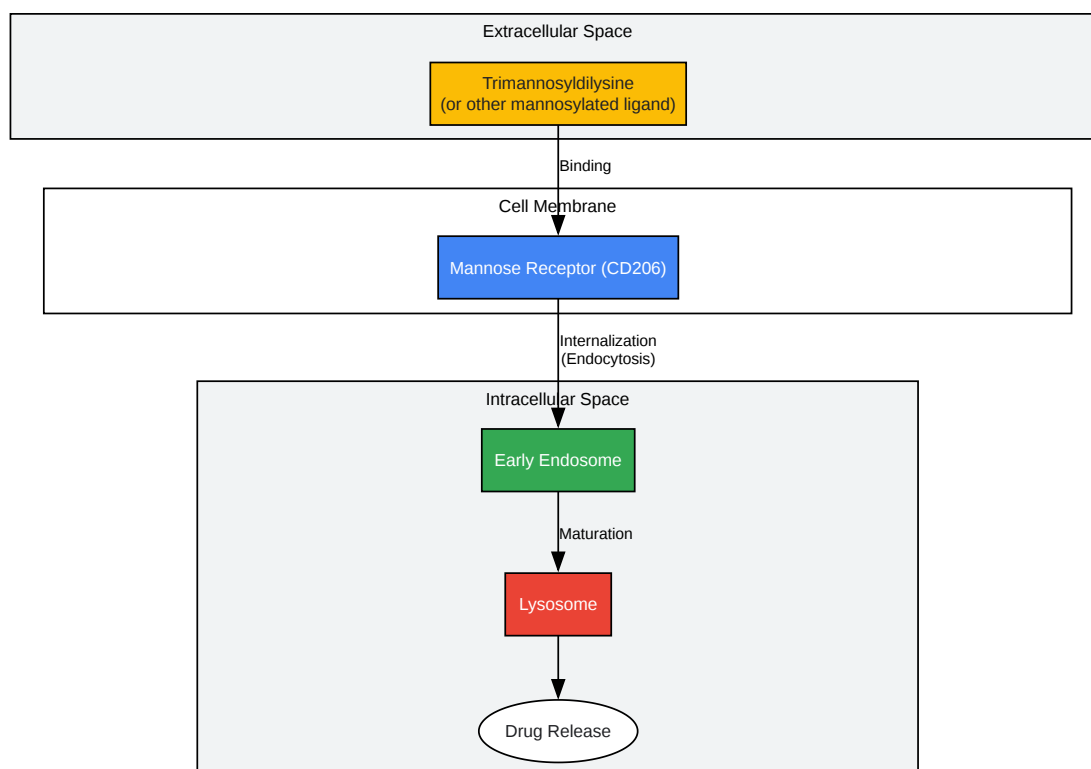 Extracellular Space
Trimannosyldilysine
(or other mannosylated ligand)
Binding
Cell Membrane
Mannose Receptor (CD206)
Internalization
(Endocytosis)
Intracellular Space
Early Endosome
Maturation
Lysosome
Drug Release